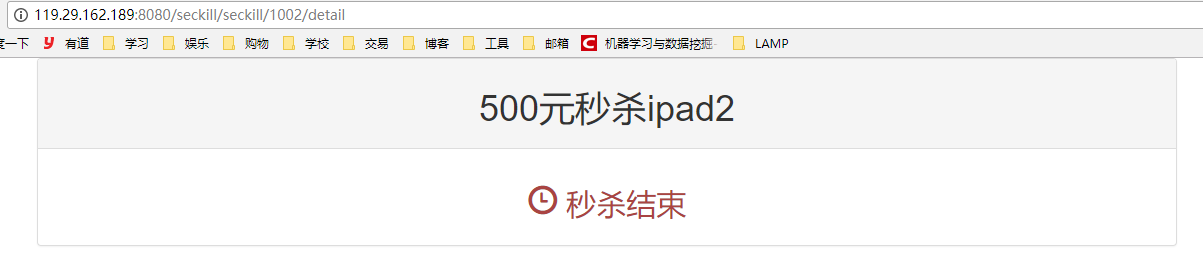 119.29.162.189:8080/seckill/seckill/1002/detail
度一下 有道 学习 娱乐 购物 学校 交易 博客 工具 邮箱 机器学习与数据挖掘 LAMP
500元秒杀ipad2
秒杀结束